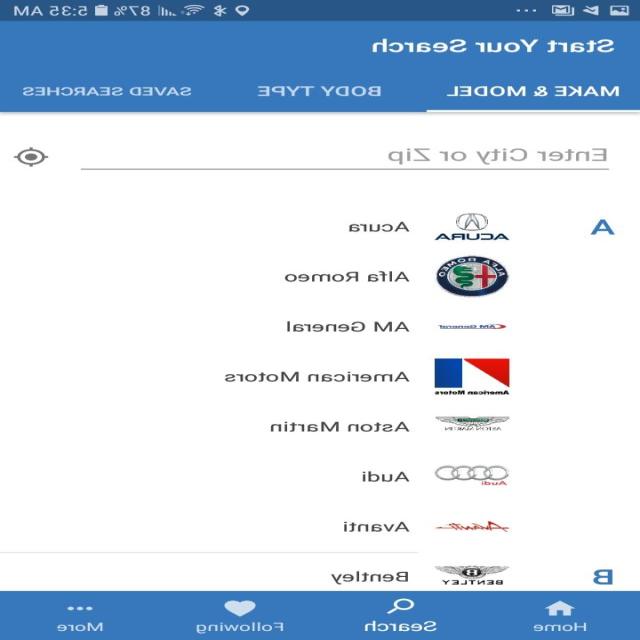 87% 5:35 AM
Start Your Search
MAKE & MODEL BODY TYPE SAVED SEARCHES
Enter City or Zip
A
ACURA Acura
ALFA ROMEO Alfa Romeo
AM General AM General
American Motors American Motors
ASTON MARTIN Aston Martin
Audi Audi
Avanti Avanti
B
BENTLEY Bentley
Home Search Following More